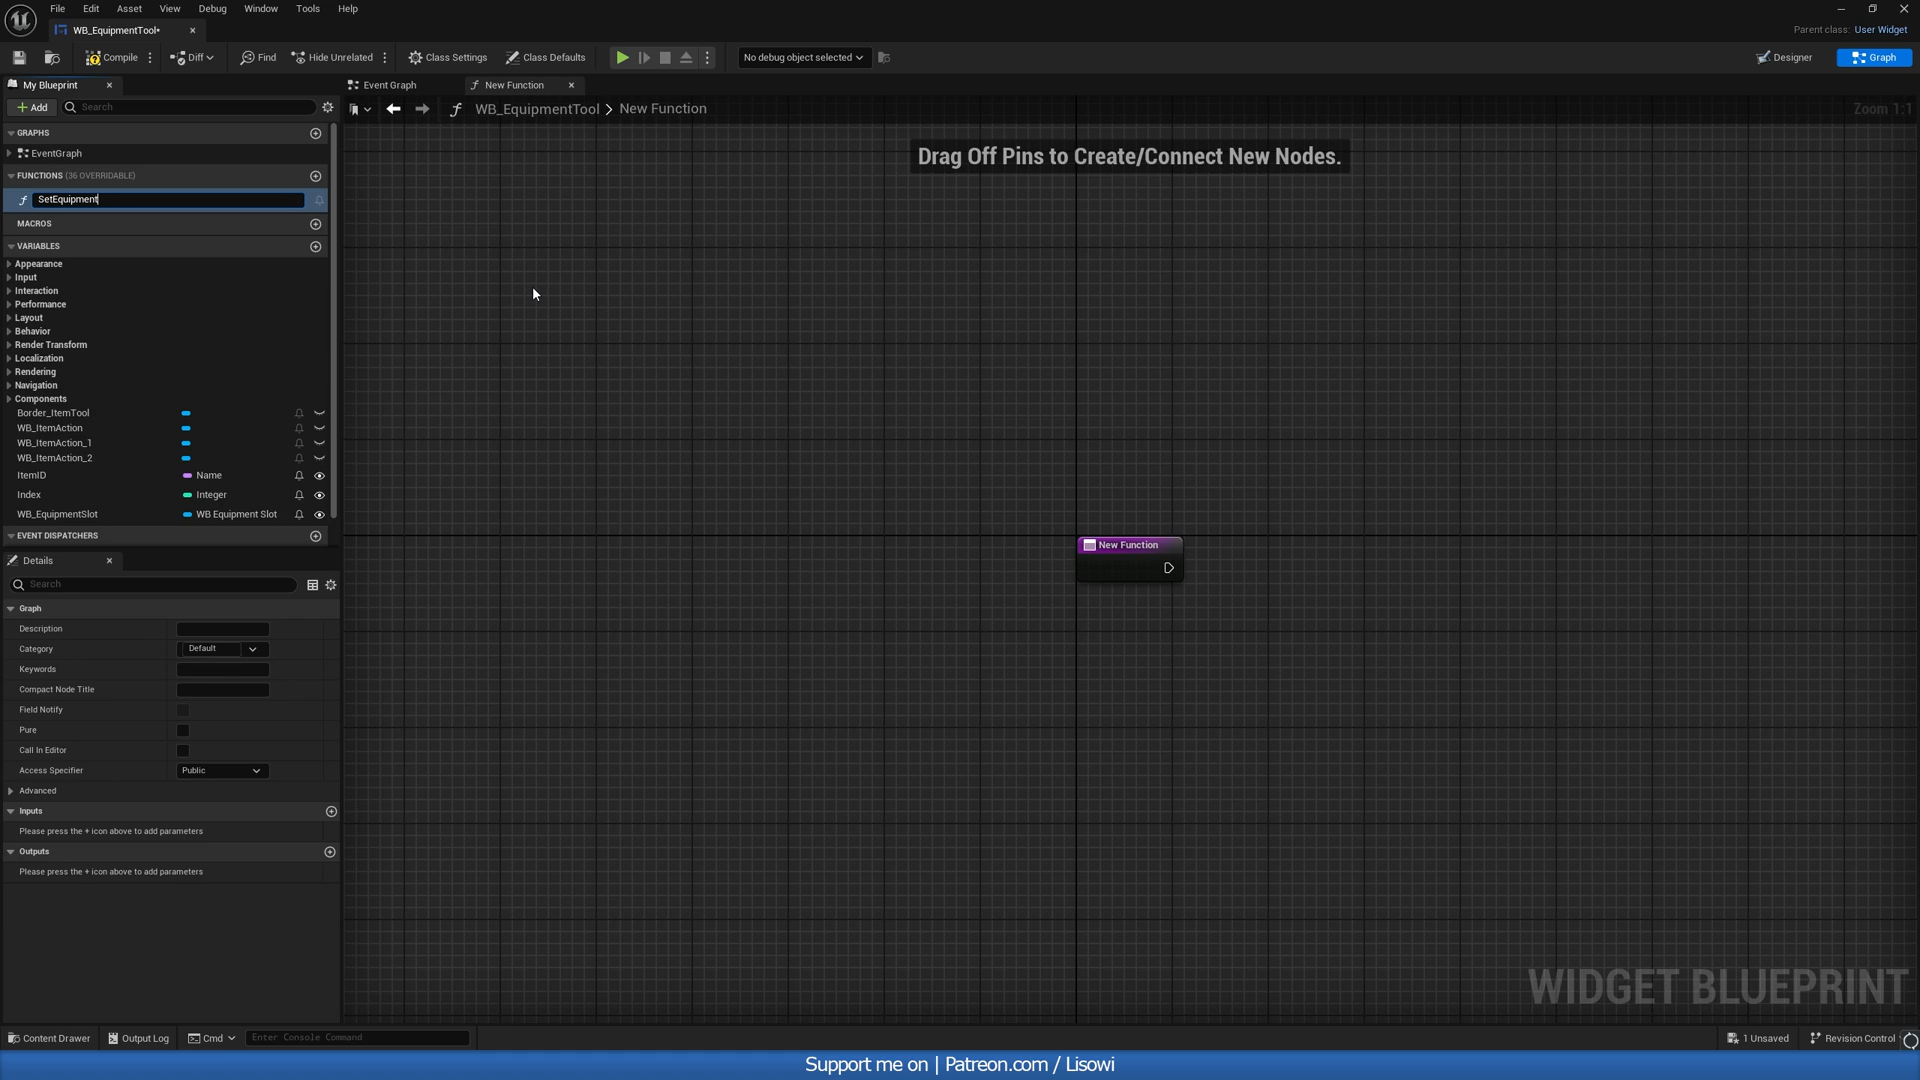 File Edit Asset View Debug Window Tools Help
WB_EquipmentTool•
Parent class: User Widget
Compile Diff Find Hide Unrelated Class Settings Class Defaults No debug object selected Designer Graph
My Blueprint Event Graph New Function
+ Add Search WB_EquipmentTool > New Function Zoom 1:1
GRAPHS
EventGraph
Drag Off Pins to Create/Connect New Nodes.
FUNCTIONS (36 OVERRIDABLE)
SetEquipment
MACROS
VARIABLES
Appearance
Input
Interaction
Performance
Layout
Behavior
Render Transform
Localization
Rendering
Navigation
Components
Border_ItemTool
WB_ItemAction
WB_ItemAction_1
WB_ItemAction_2
ItemID Name
Index Integer
WB_EquipmentSlot WB Equipment Slot
EVENT DISPATCHERS
New Function
Details
Search
Graph
Description
Category Default
Keywords
Compact Node Title
Field Notify
Pure
Call In Editor
Access Specifier Public
Advanced
Inputs
Please press the + icon above to add parameters
Outputs
Please press the + icon above to add parameters
WIDGET BLUEPRINT
Content Drawer Output Log Cmd Enter Console Command 1 Unsaved Revision Control
Support me on | Patreon.com / Lisowi